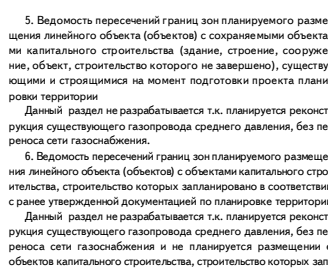 5. Ведомость пересечений границ зон планируемого разме
щения линейного объекта (объектов) с сохраняемыми объекта
ми капитального строительства (здание, строение, сооруже
ние, объект, строительство которого не завершено), существу
ющими и строящимися на момент подготовки проекта плани
ровки территории
Данный раздел не разрабатывается т.к. планируется реконст
рукция существующего газопровода среднего давления, без пе
реноса сети газоснабжения.
6. Ведомость пересечений границ зон планируемого размеще
ния линейного объекта (объектов) с объектами капитального стро
ительства, строительство которых запланировано в соответстви
с ранее утвержденной документацией по планировке территори
Данный раздел не разрабатывается т.к. планируется реконст
рукция существующего газопровода среднего давления, без пе
реноса сети газоснабжения и не планируется размещении
объектов капитального строительства, строительство которых зап